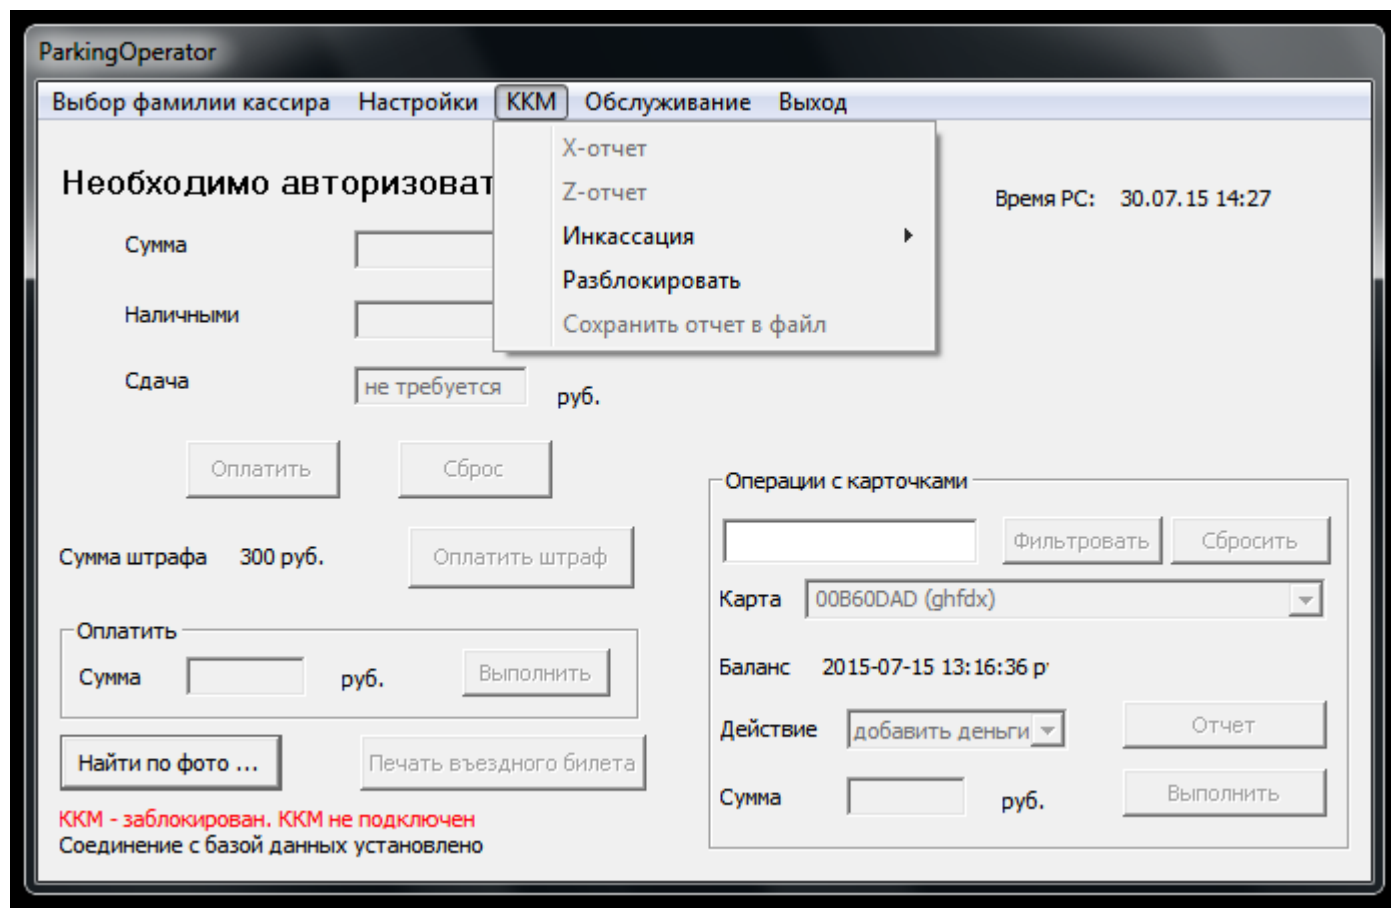 ParkingOperator
Выбор фамилии кассира Настройки ККМ Обслуживание Выход
X-отчет
Z-отчет
Инкассация
Разблокировать
Сохранить отчет в файл
Необходимо авторизоват
Время PC: 30.07.15 14:27
Сумма
Наличными
Сдача не требуется руб.
Оплатить Сброс
Сумма штрафа 300 руб. Оплатить штраф
Оплатить
Сумма руб. Выполнить
Найти по фото ... Печать въездного билета
ККМ - заблокирован. ККМ не подключен
Соединение с базой данных установлено
Операции с карточками
Фильтровать Сбросить
Карта 00B60DAD (ghfdx)
Баланс 2015-07-15 13:16:36 р
Действие добавить деньги Отчет
Сумма руб. Выполнить